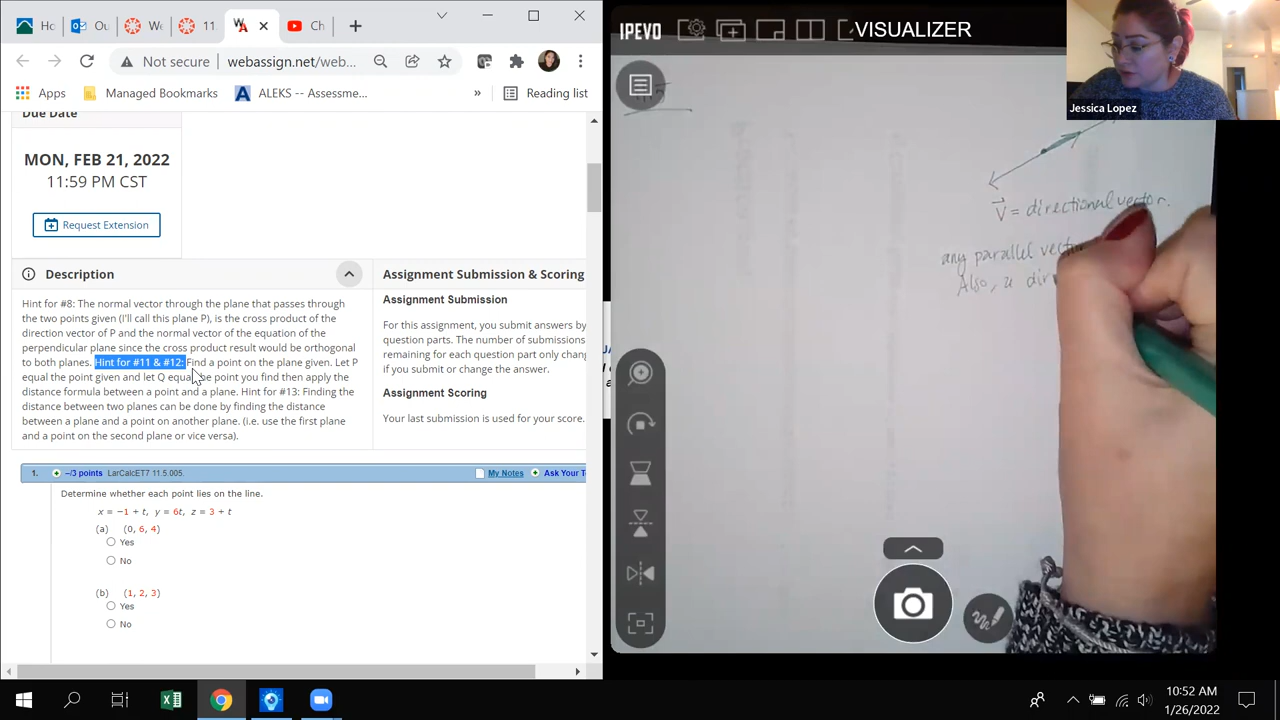 Ho
Ou
We
11
Ch
Not secure
webassign.net/web...
Apps
Managed Bookmark
ALEKS -- Assessme...
»
Reading list
Due Date
MON, FEB 21, 2022
11:59 PM CST
Request Extension
Description
Hint for #8: The normal vector through the plane that passes through
the two points given (I'll call this plane P), is the cross product of the
direction vector of P and the normal vector of the equation of the
perpendicular plane since the cross product result would be orthogonal
to both planes. Hint for #11 & #12: Find a point on the plane given. Let P
equal the point given and let Q equal the point you find then apply the
distance formula between a point and a plane. Hint for #13: Finding the
distance between two planes can be done by finding the distance
between a plane and a point on another plane. (i.e. use the first plane
and a point on the second plane or vice versa).
Assignment Submission & Scoring
Assignment Submission
For this assignment, you submit answers by
question parts. The number of submissions
remaining for each question part only chang
if you submit or change the answer.
Assignment Scoring
Your last submission is used for your score.
1. –/3 points LarCalcET7 11.5.005. My Notes Ask Your T
Determine whether each point lies on the line.
x = −1 + t, y = 6t, z = 3 + t
(a) (0, 6, 4)
Yes
No
(b) (1, 2, 3)
Yes
No
IPEVO
VISUALIZER
Jessica Lopez
v = directional vector.
any parallel vect
Also, u dir
10:52 AM
1/26/2022